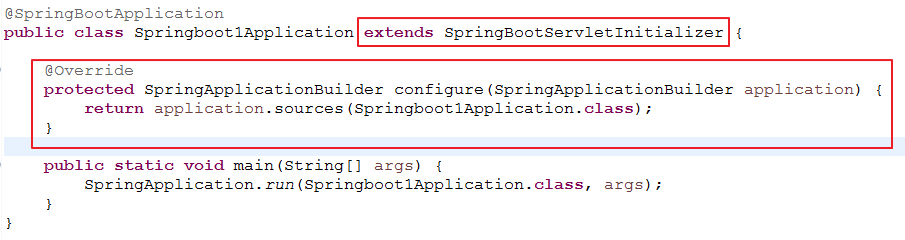 @SpringBootApplication
public class Springboot1Application extends SpringBootServletInitializer {
@Override
protected SpringApplicationBuilder configure(SpringApplicationBuilder application) {
return application.sources(Springboot1Application.class);
}
public static void main(String[] args) {
SpringApplication.run(Springboot1Application.class, args);
}
}